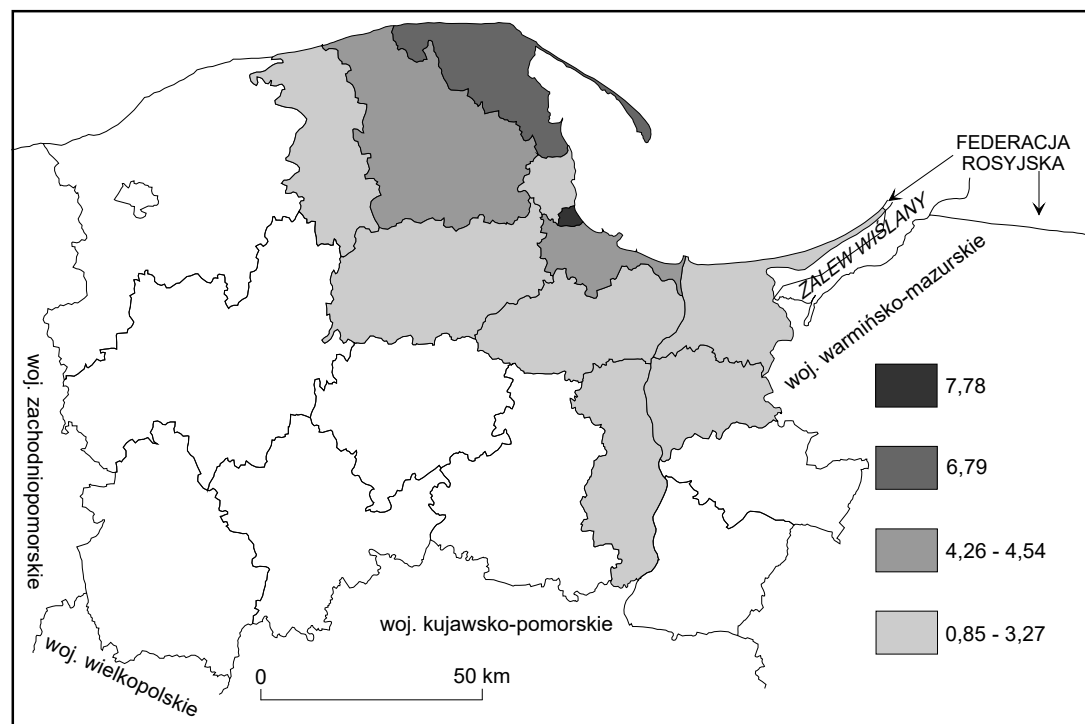 FEDERACJA
ROSYJSKA
ZALEW WIŚLANY
woj. warmińsko-mazurskie
woj. zachodniopomorskie
7,78
6,79
4,26 - 4,54
0,85 - 3,27
woj. kujawsko-pomorskie
woj. wielkopolskie
0 50 km